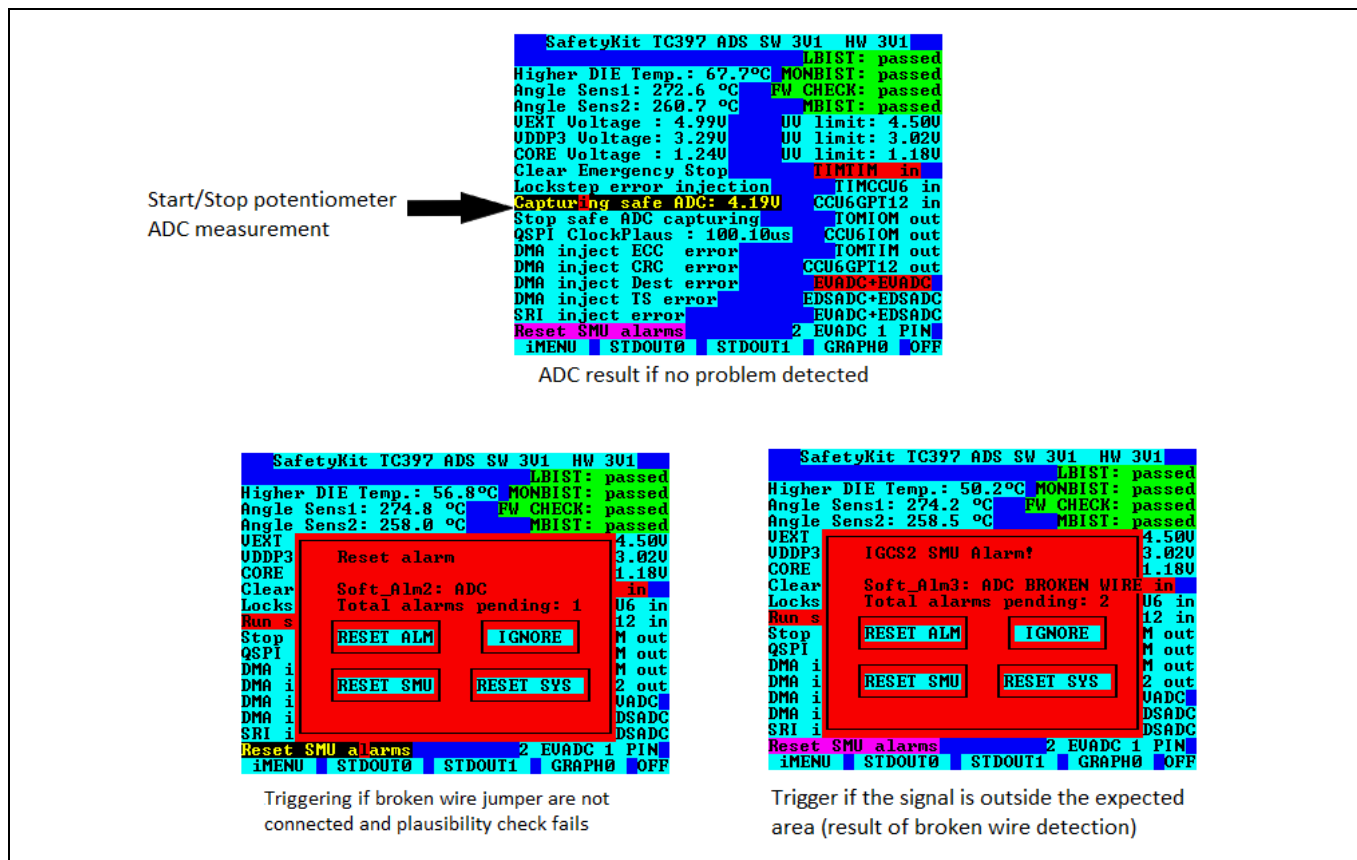 SafetyKit TC397 ADS SW 3V1 HW 3V1
LBIST: passed
Higher DIE Temp.: 67.7ºC MONBIST: passed
Angle Sens1: 272.6 ºC FW CHECK: passed
Angle Sens2: 260.7 ºC MBIST: passed
VEXT Voltage : 4.99V UV limit: 4.50V
VDDP3 Voltage: 3.29V UV limit: 3.02V
CORE Voltage : 1.24V UV limit: 1.18V
Clear Emergency Stop TIMTIM in
Lockstep error injection TIMCCU6 in
Start/Stop potentiometer
ADC measurement
Capturing safe ADC: 4.19V CCU6GPT12 in
Stop safe ADC capturing TOMIOM out
QSPI ClockPlaus : 100.10us CCU6IOM out
DMA inject ECC error TOMTIM out
DMA inject CRC error CCU6GPT12 out
DMA inject Dest error EVADC+EVADC
DMA inject TS error EDSADC+EDSADC
SRI inject error EVADC+EDSADC
Reset SMU alarms 2 EVADC 1 PIN
iMENU STDOUT0 STDOUT1 GRAPH0 OFF
ADC result if no problem detected
SafetyKit TC397 ADS SW 3V1 HW 3V1
LBIST: passed
Higher DIE Temp.: 56.8ºC MONBIST: passed
Angle Sens1: 274.8 ºC FW CHECK: passed
Angle Sens2: 258.0 ºC MBIST: passed
VEXT 4.50V
VDDP3 Reset alarm 3.02V
CORE 1.18V
Clear Soft_Alm2: ADC in
Locks Total alarms pending: 1 U6 in
Run s 12 in
Stop RESET ALM IGNORE M out
QSPI M out
DMA i M out
DMA i RESET SMU RESET SYS 2 out
DMA i VADC
DMA i DSADC
SRI i DSADC
Reset SMU alarms 2 EVADC 1 PIN
iMENU STDOUT0 STDOUT1 GRAPH0 OFF
Triggering if broken wire jumper are not
connected and plausibility check fails
SafetyKit TC397 ADS SW 3V1 HW 3V1
LBIST: passed
Higher DIE Temp.: 50.2ºC MONBIST: passed
Angle Sens1: 274.2 ºC FW CHECK: passed
Angle Sens2: 258.5 ºC MBIST: passed
VEXT 4.50V
VDDP3 IGCS2 SMU Alarm! 3.02V
CORE 1.18V
Clear Soft_Alm3: ADC BROKEN WIRE in
Locks Total alarms pending: 2 U6 in
Run s 12 in
Stop RESET ALM IGNORE M out
QSPI M out
DMA i M out
DMA i RESET SMU RESET SYS 2 out
DMA i VADC
DMA i DSADC
SRI i DSADC
Reset SMU alarms 2 EVADC 1 PIN
iMENU STDOUT0 STDOUT1 GRAPH0 OFF
Trigger if the signal is outside the expected
area (result of broken wire detection)